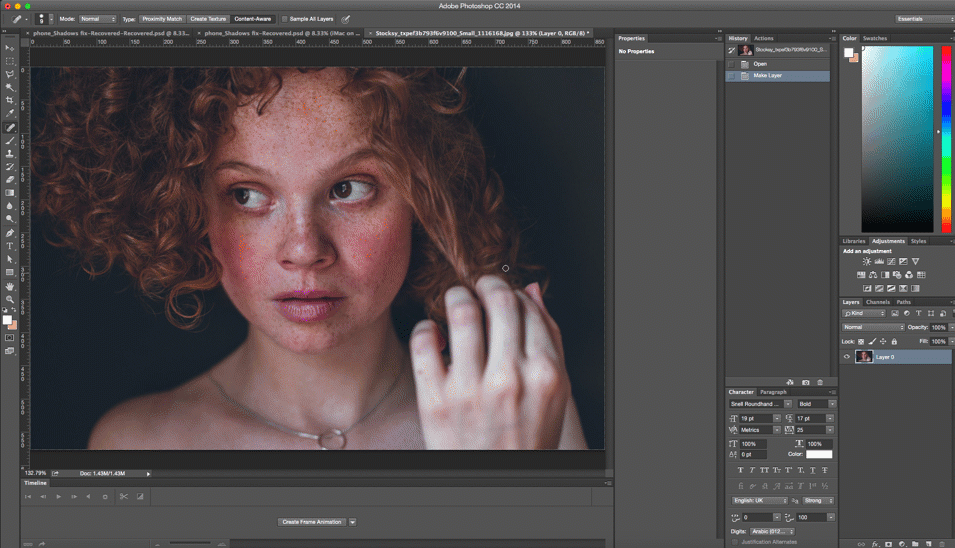 Adobe Photoshop CC 2014
9
Mode: Normal
Type: Proximity Match Create Texture Content-Aware
Sample All Layers
Essentials
phone_Shadows fix-Recovered-Recovered.psd @ 8.33...
phone_Shadows fix-Recovered.psd @ 8.33% (iMac on ...
Stocksy_txpef3b793f6v9100_Small_1116168.jpg @ 133% (Layer 0, RGB/8) *
0 50 100 150 200 250 300 350 400 450 500 550 600 650 700 750 800 850
Properties
No Properties
History Actions
Stocksy_txpef3b793f6v9100_S...
Open
Make Layer
Color Swatches
Libraries Adjustments Styles
Add an adjustment
Layers Channels Paths
Kind
Normal Opacity: 100%
Lock: Fill: 100%
Layer 0
Character Paragraph
Snell Roundhand ... Bold
19 pt 17 pt
Metrics 25
100% 100%
0 pt Color:
English: UK Strong
0 100
Digits: Arabic (012...
Justification Alternates
132.79% Doc: 1.43M/1.43M
Timeline
Create Frame Animation